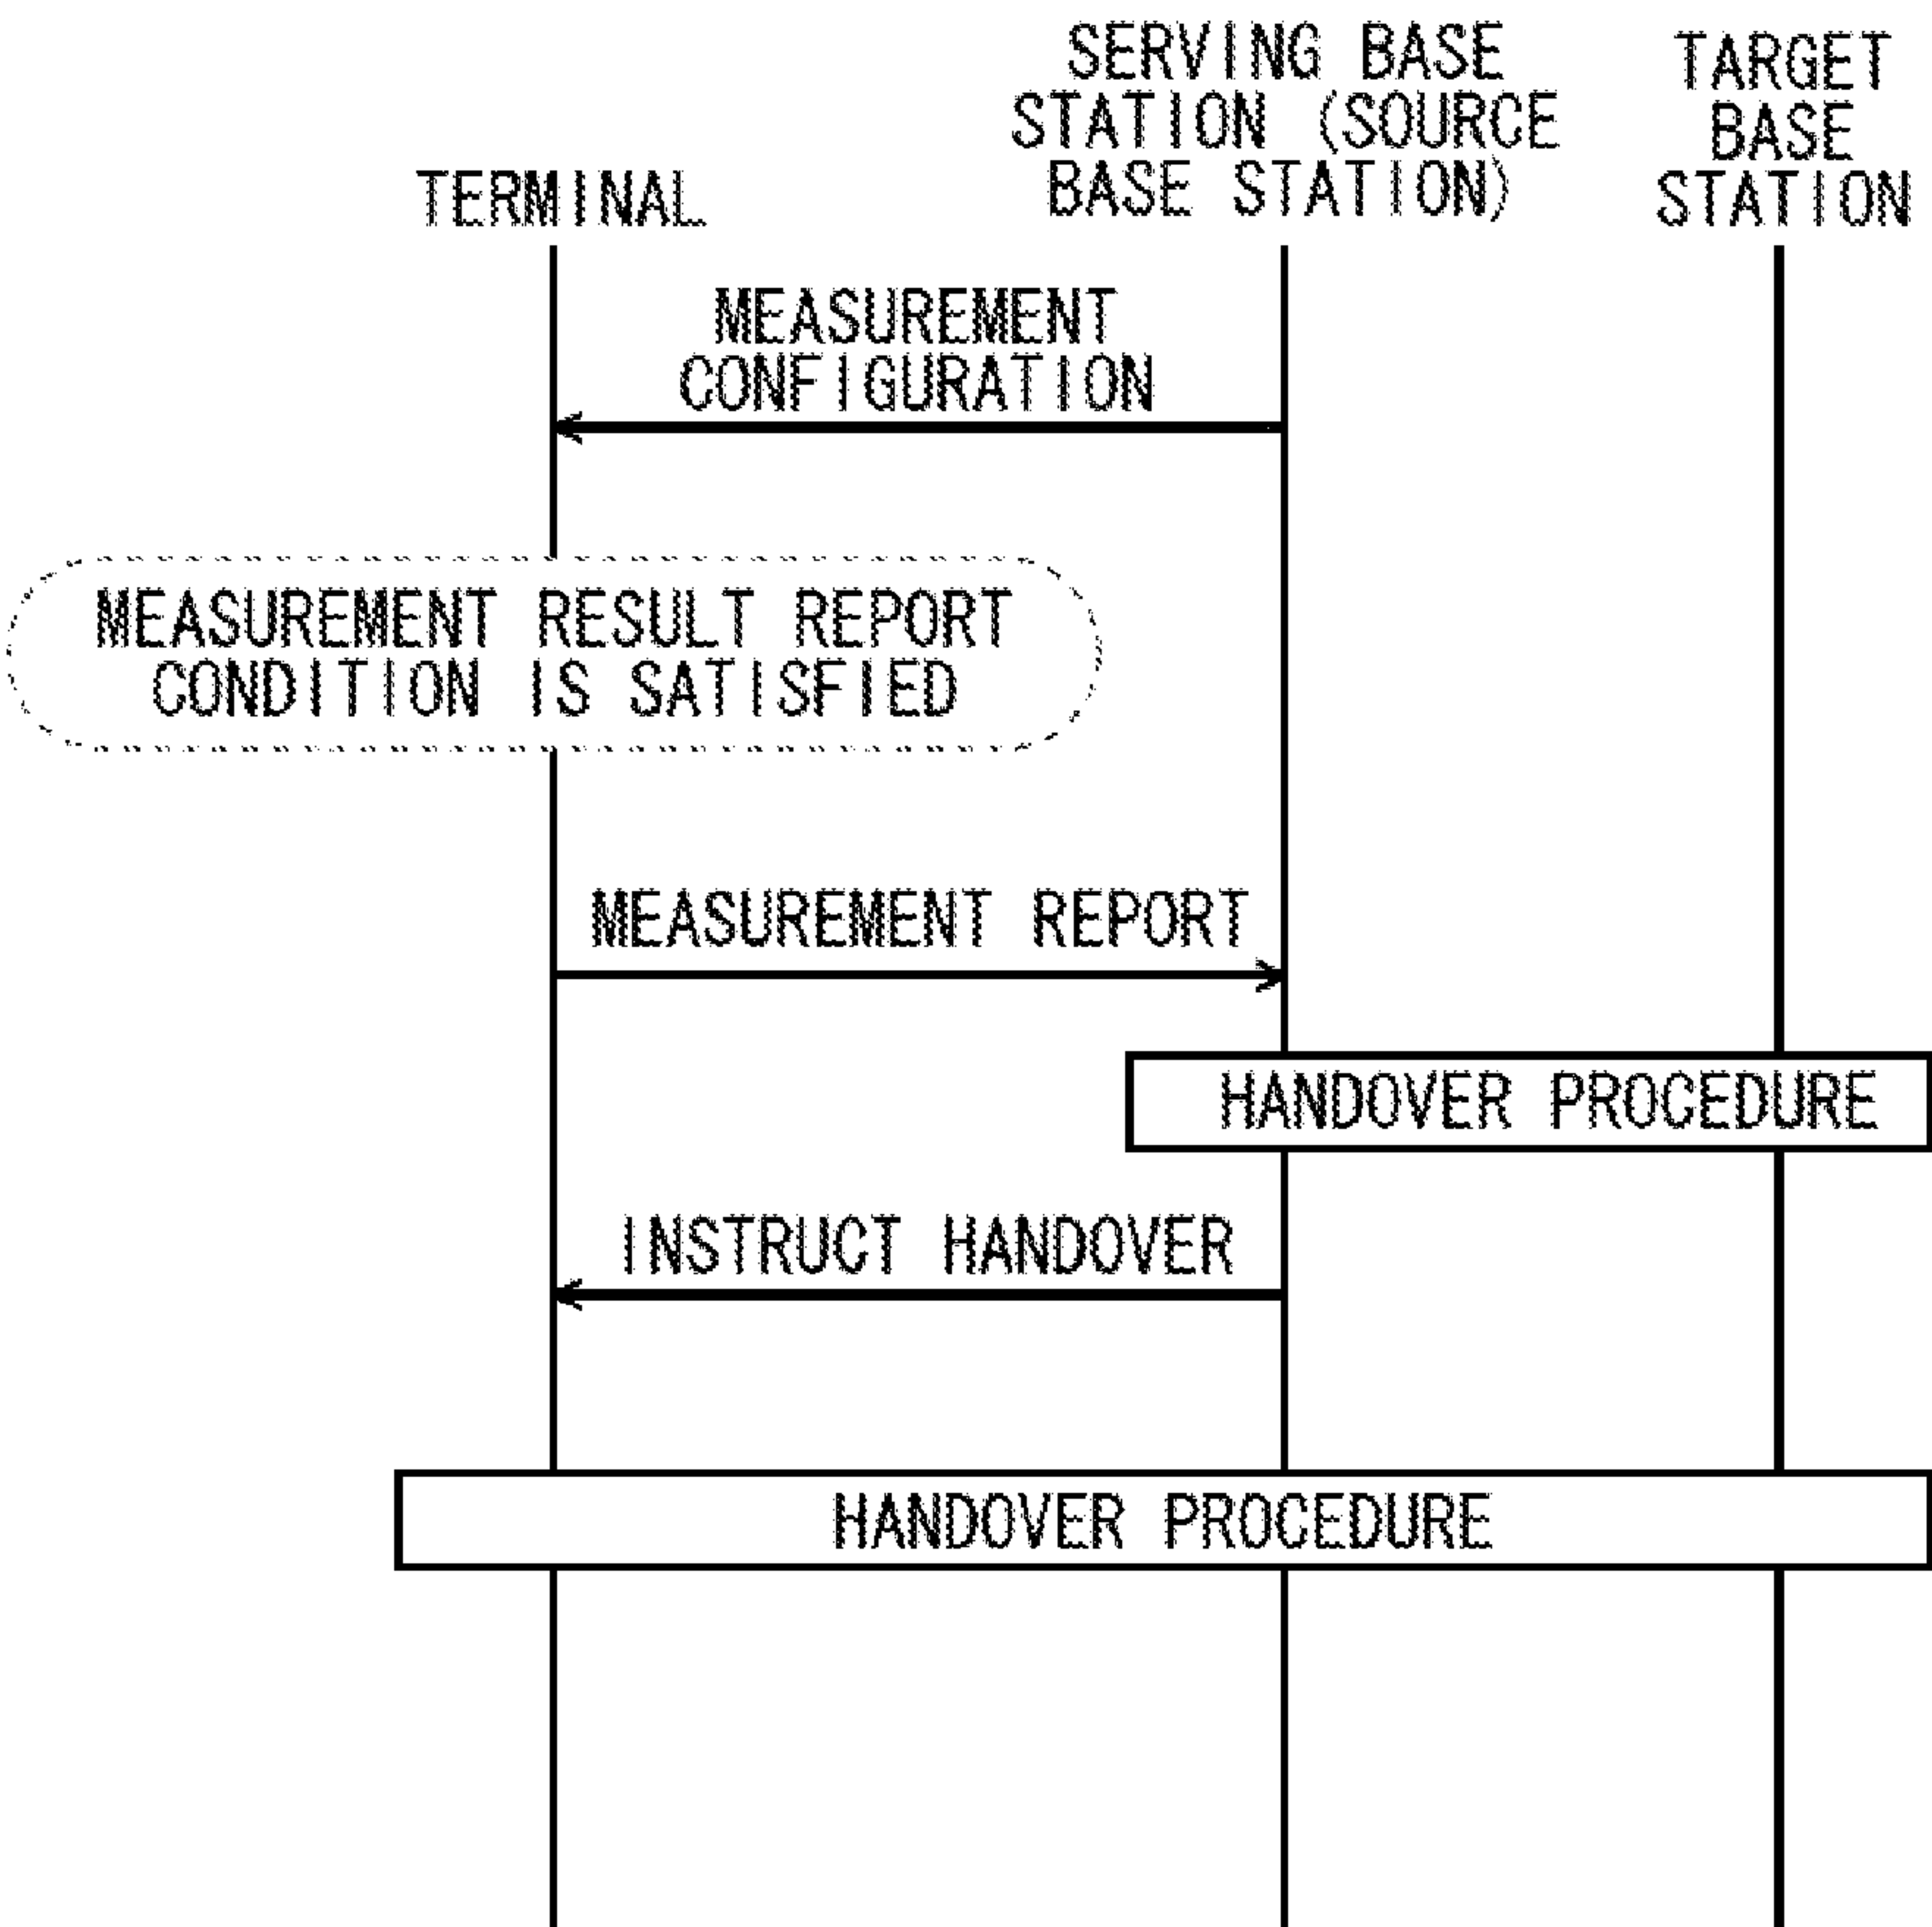 TERMINAL
SERVING BASE
STATION (SOURCE
BASE STATION)
TARGET
BASE
STATION
MEASUREMENT
CONFIGURATION
MEASUREMENT RESULT REPORT
CONDITION IS SATISFIED
MEASUREMENT REPORT
HANDOVER PROCEDURE
INSTRUCT HANDOVER
HANDOVER PROCEDURE